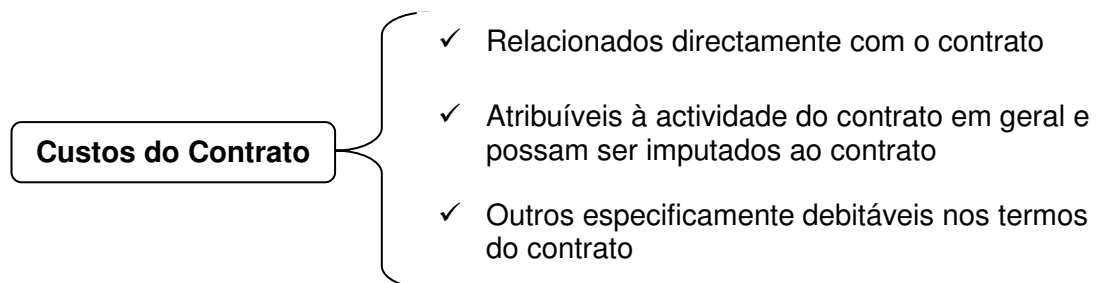 Custos do Contrato
✓ Relacionados directamente com o contrato
✓ Atribuíveis à actividade do contrato em geral e
possam ser imputados ao contrato
✓ Outros especificamente debitáveis nos termos
do contrato